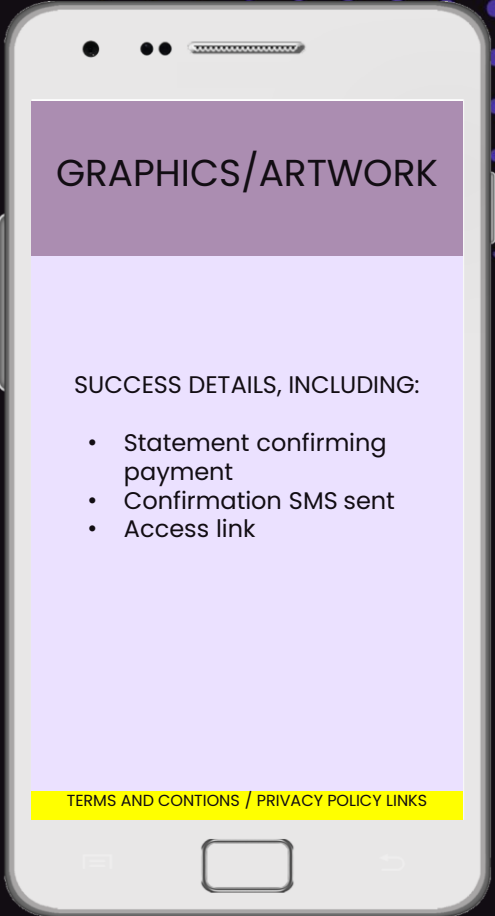 GRAPHICS/ARTWORK
SUCCESS DETAILS, INCLUDING:
• Statement confirming
payment
• Confirmation SMS sent
• Access link
TERMS AND CONTIONS / PRIVACY POLICY LINKS